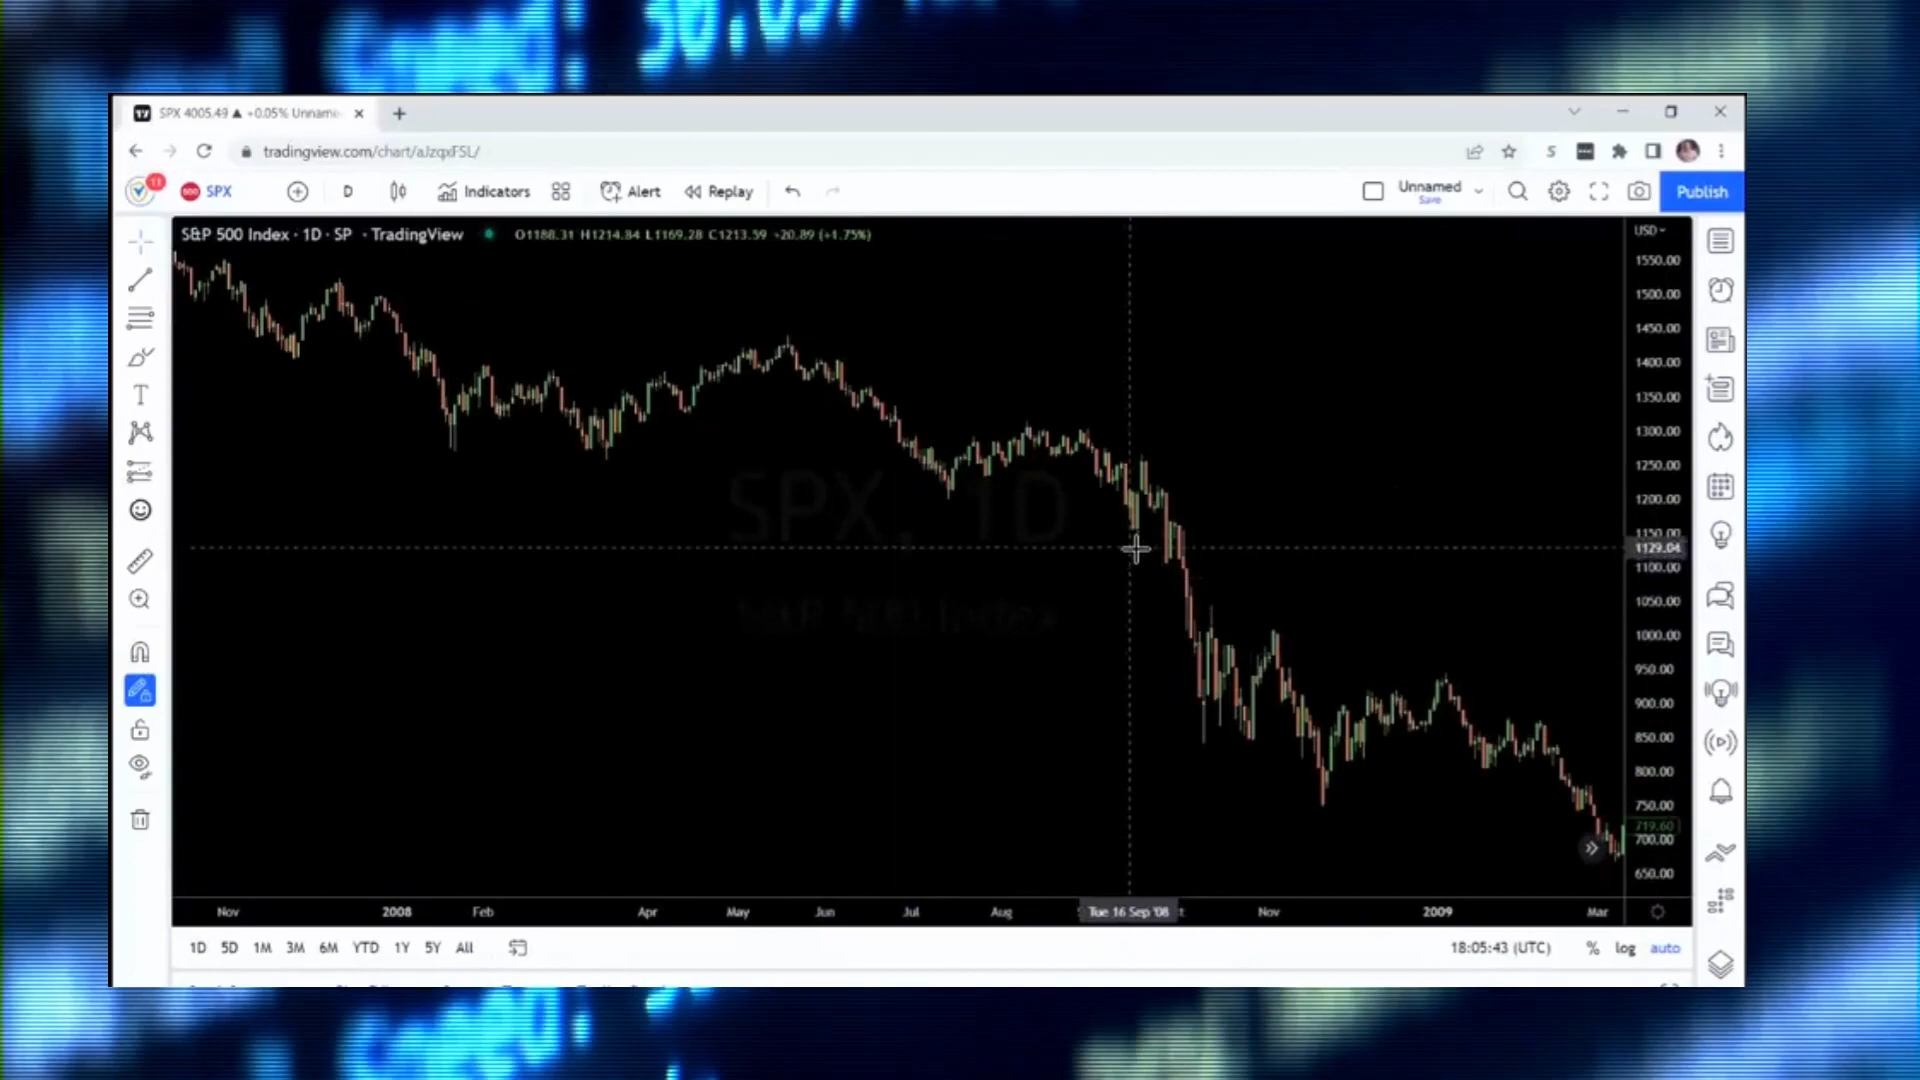 SPX 4005.49 ▲ +0.05% Unname
tradingview.com/chart/aJzqxFSL/
11
SPX
D
Indicators
Alert
Replay
Unnamed
Save
Publish
S&P 500 Index · 1D · SP · TradingView
O1188.31 H1214.84 L1169.28 C1213.59 +20.89 (+1.75%)
USD
1550.00
1500.00
1450.00
1400.00
1350.00
1300.00
1250.00
1200.00
1150.00
1129.04
1100.00
1050.00
1000.00
950.00
900.00
850.00
800.00
750.00
719.60
700.00
650.00
SPX, 1D
S&P 500 Index
Nov 2008 Feb Apr May Jun Jul Aug Tue 16 Sep '08 Nov 2009 Mar
1D 5D 1M 3M 6M YTD 1Y 5Y All
18:05:43 (UTC) % log auto